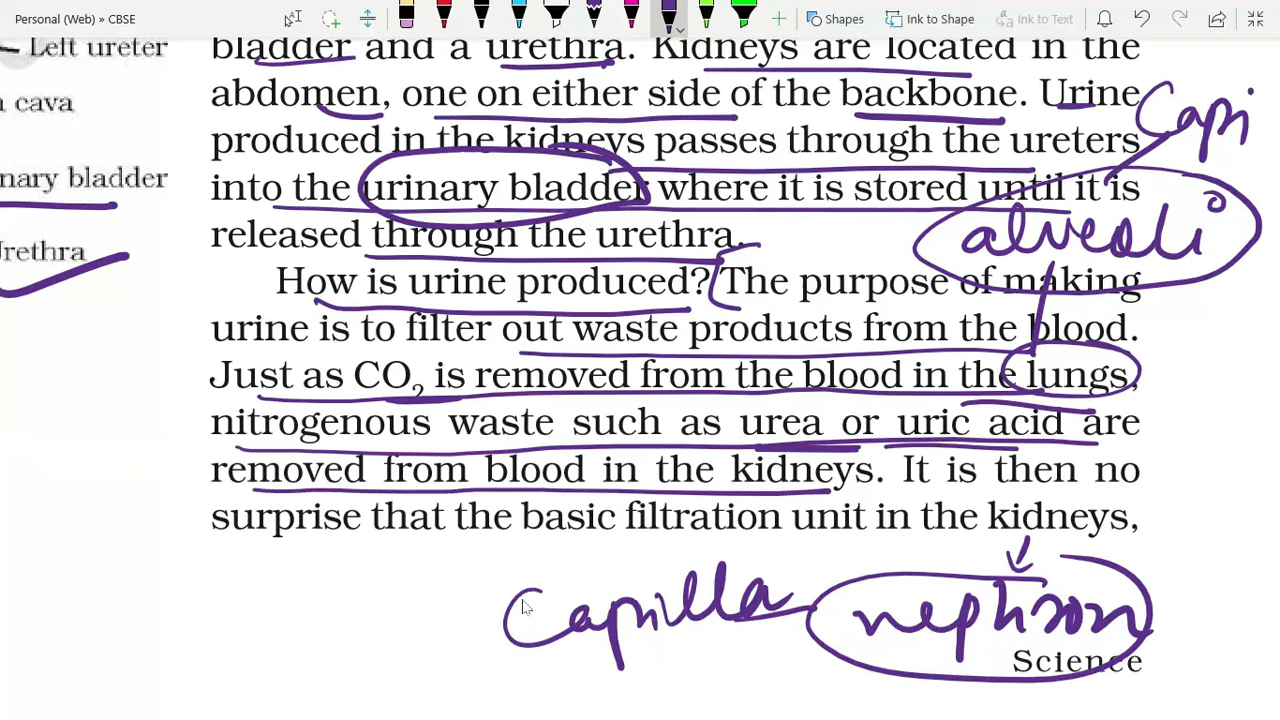 Personal (Web) » CBSE
Shapes
Ink to Shape
Ink to Text
Left ureter
cava
nary bladder
rethra
bladder and a urethra. Kidneys are located in the
abdomen, one on either side of the backbone. Urine
produced in the kidneys passes through the ureters
into the urinary bladder where it is stored until it is
released through the urethra.
How is urine produced? The purpose of making
urine is to filter out waste products from the blood.
Just as CO₂ is removed from the blood in the lungs,
nitrogenous waste such as urea or uric acid are
removed from blood in the kidneys. It is then no
surprise that the basic filtration unit in the kidneys,
Capi
alveoli
Capilla
nephron
Science